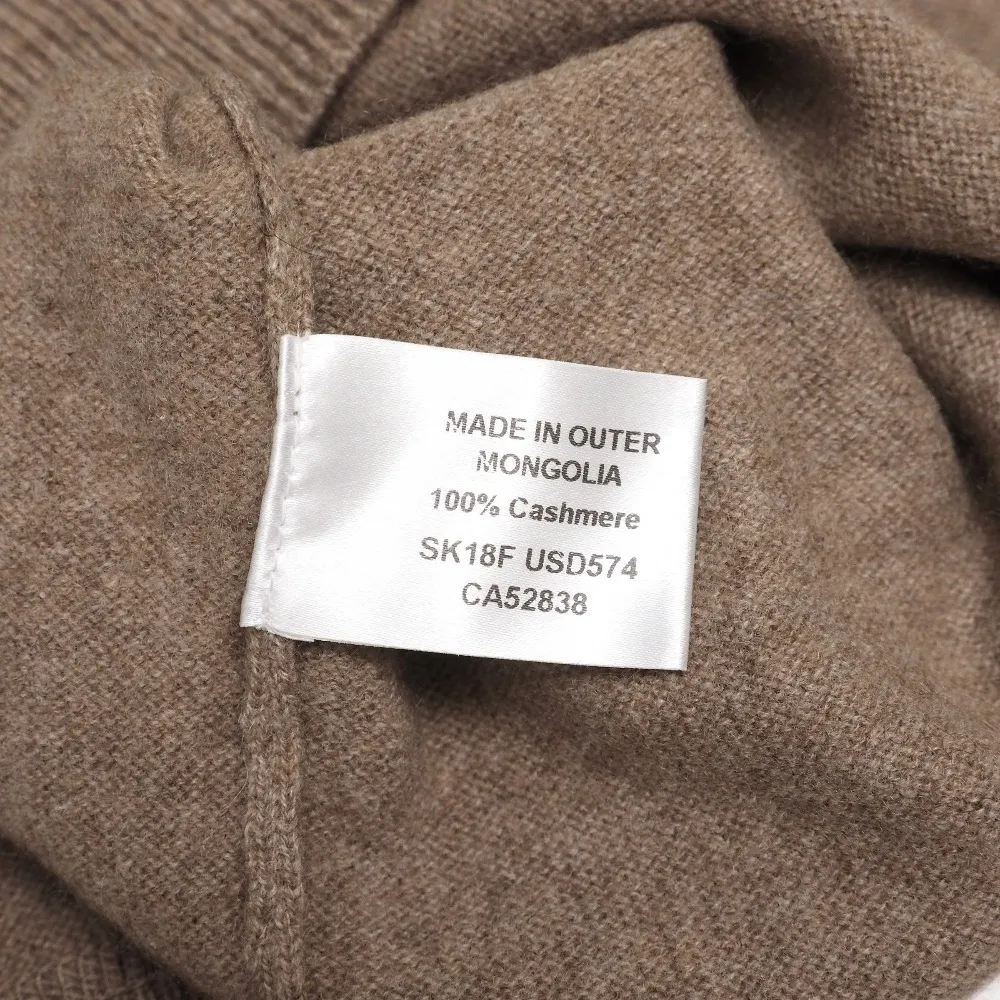 MADE IN OUTER
MONGOLIA
100% Cashmere
SK18F USD574
CA52838